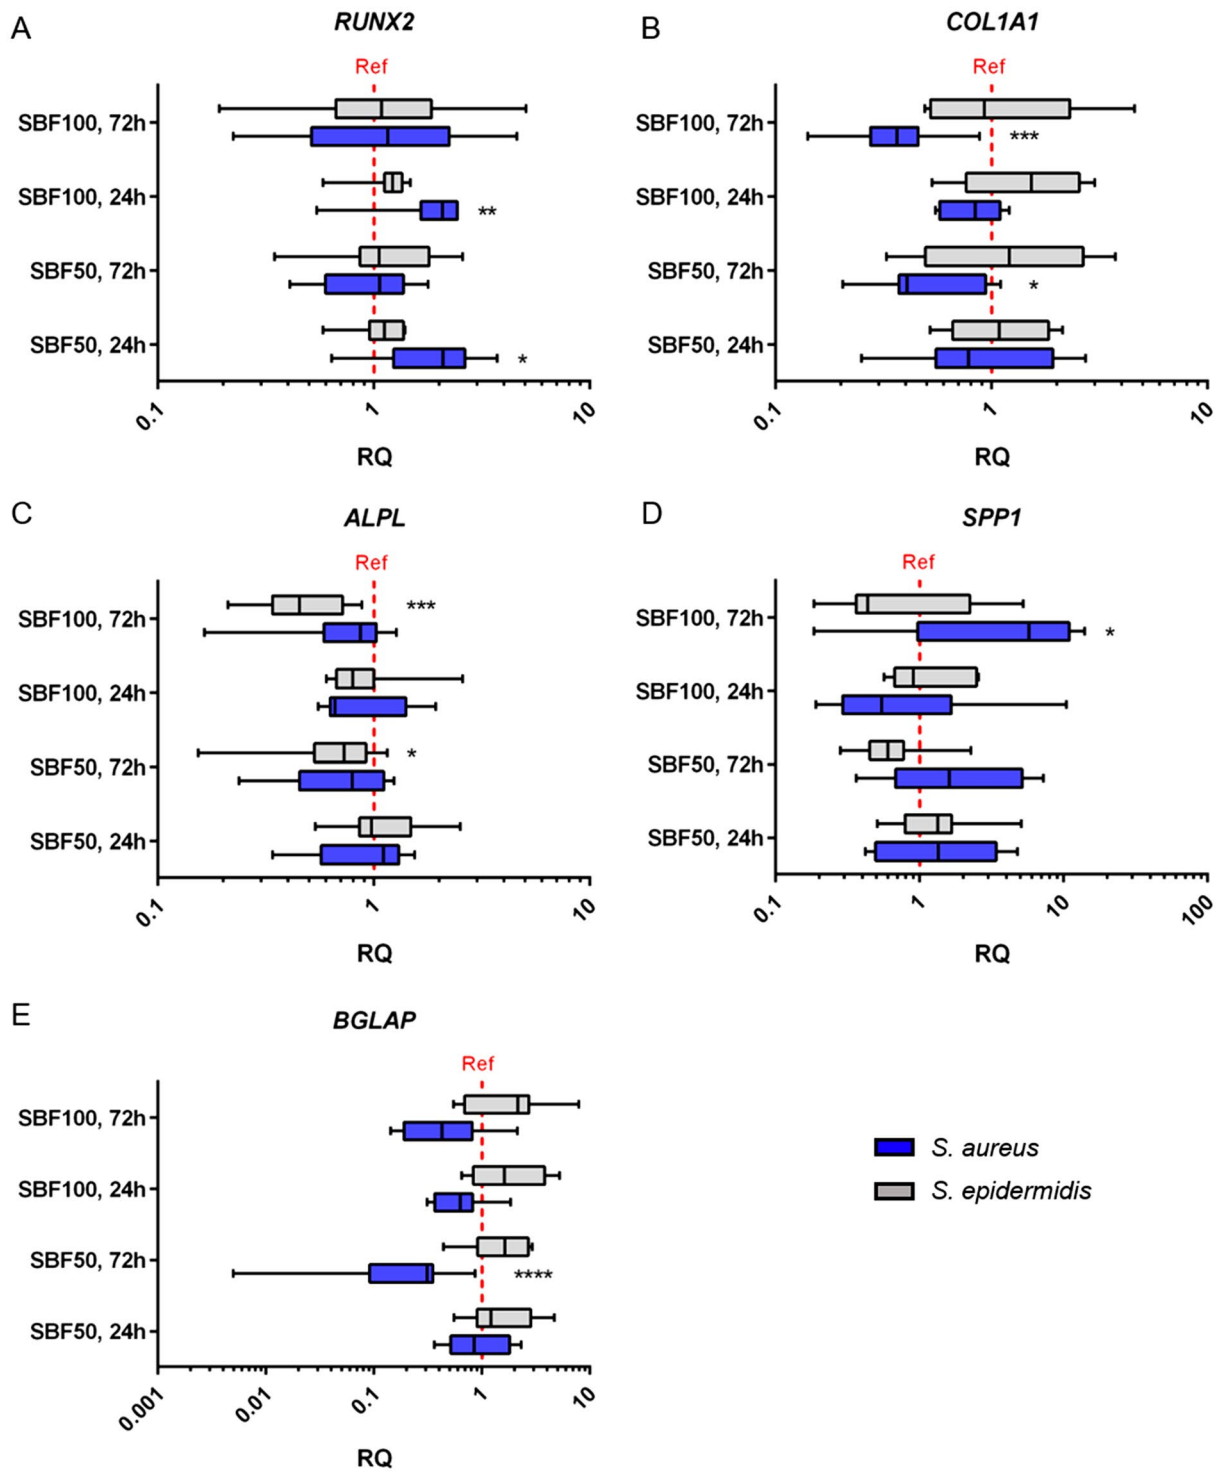 A
RUNX2
Ref
SBF100, 72h
SBF100, 24h
**
SBF50, 72h
SBF50, 24h
*
0.1
1
10
RQ
B
COL1A1
Ref
SBF100, 72h
***
SBF100, 24h
SBF50, 72h
*
SBF50, 24h
0.1
1
10
RQ
C
ALPL
Ref
SBF100, 72h
***
SBF100, 24h
SBF50, 72h
*
SBF50, 24h
0.1
1
10
RQ
D
SPP1
Ref
SBF100, 72h
*
SBF100, 24h
SBF50, 72h
SBF50, 24h
0.1
1
10
100
RQ
E
BGLAP
Ref
SBF100, 72h
SBF100, 24h
SBF50, 72h
****
SBF50, 24h
0.001
0.01
0.1
1
10
RQ
S. aureus
S. epidermidis